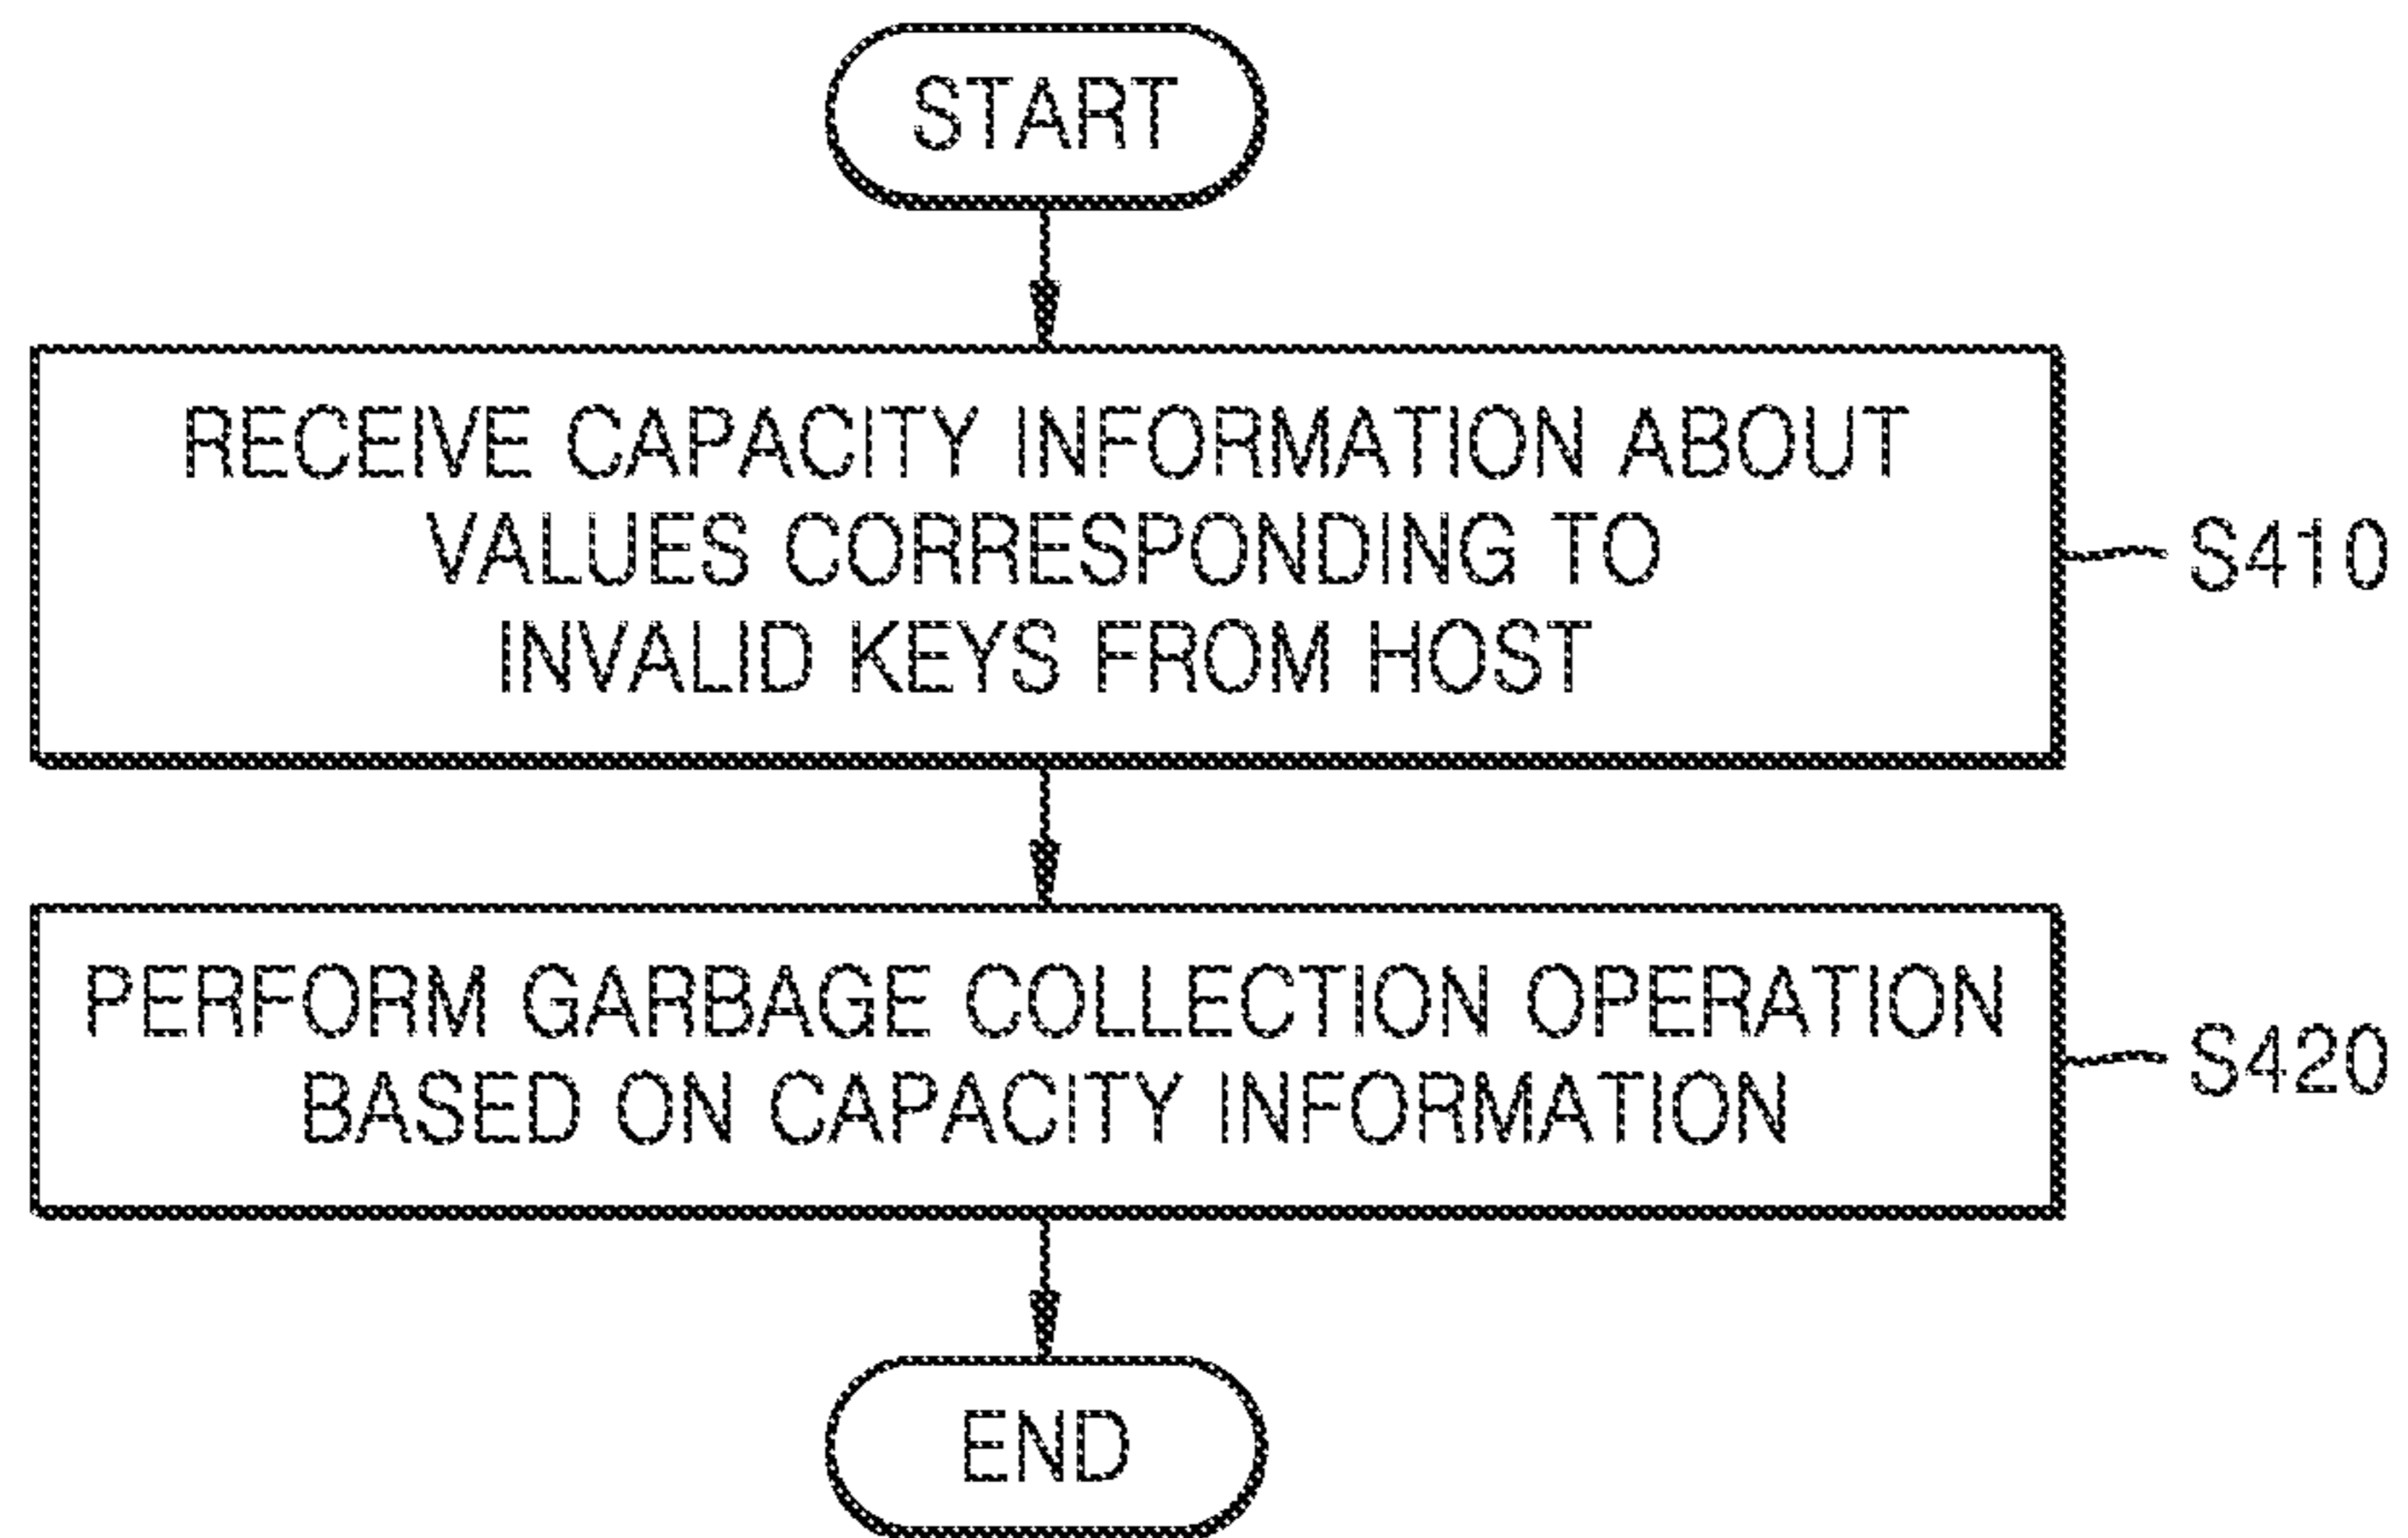 START
RECEIVE CAPACITY INFORMATION ABOUT
VALUES CORRESPONDING TO
INVALID KEYS FROM HOST
S410
PERFORM GARBAGE COLLECTION OPERATION
BASED ON CAPACITY INFORMATION
S420
END